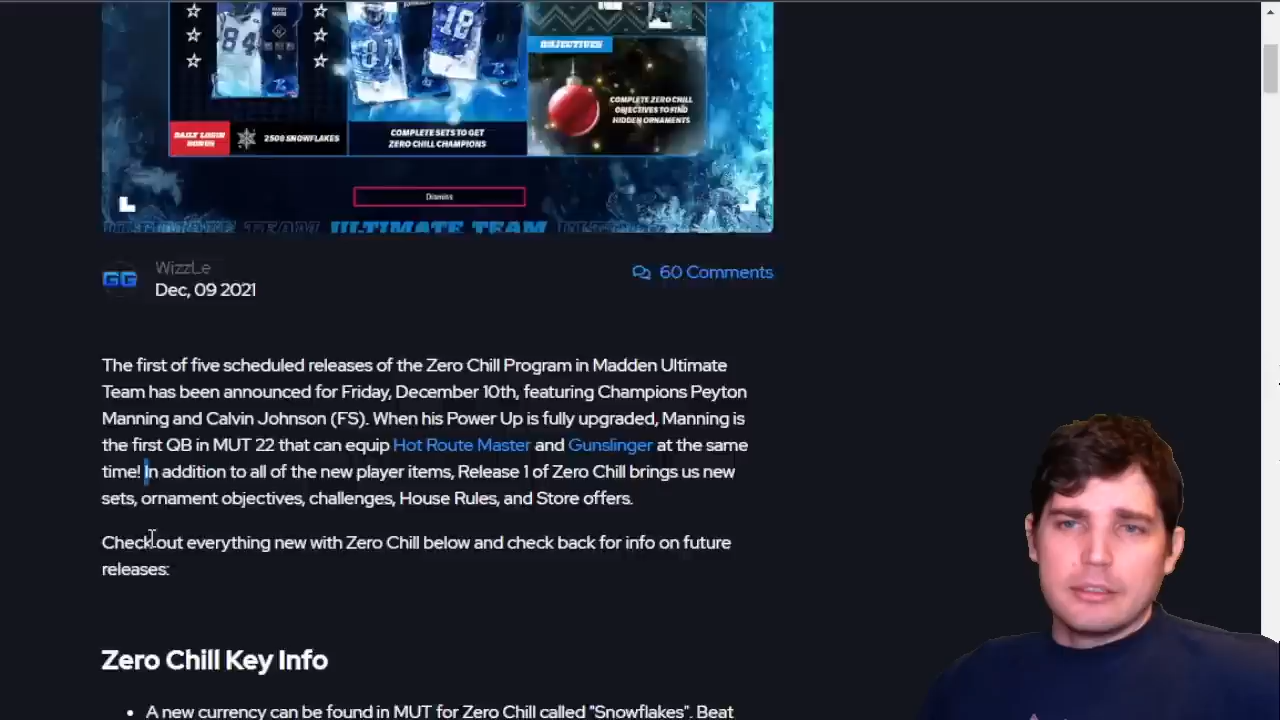 84
81
18
DAILY LOGIN
BONUS
2500 SNOWFLAKES
COMPLETE SETS TO GET
ZERO CHILL CHAMPIONS
OBJECTIVES
COMPLETE ZERO CHILL
OBJECTIVES TO FIND
HIDDEN ORNAMENTS
Dismiss
ULTIMATE TEAM ULTIMATE TEAM
GG
WizzLe
Dec, 09 2021
60 Comments
The first of five scheduled releases of the Zero Chill Program in Madden Ultimate
Team has been announced for Friday, December 10th, featuring Champions Peyton
Manning and Calvin Johnson (FS). When his Power Up is fully upgraded, Manning is
the first QB in MUT 22 that can equip Hot Route Master and Gunslinger at the same
time! In addition to all of the new player items, Release 1 of Zero Chill brings us new
sets, ornament objectives, challenges, House Rules, and Store offers.
Check out everything new with Zero Chill below and check back for info on future
releases:
Zero Chill Key Info
• A new currency can be found in MUT for Zero Chill called "Snowflakes". Beat